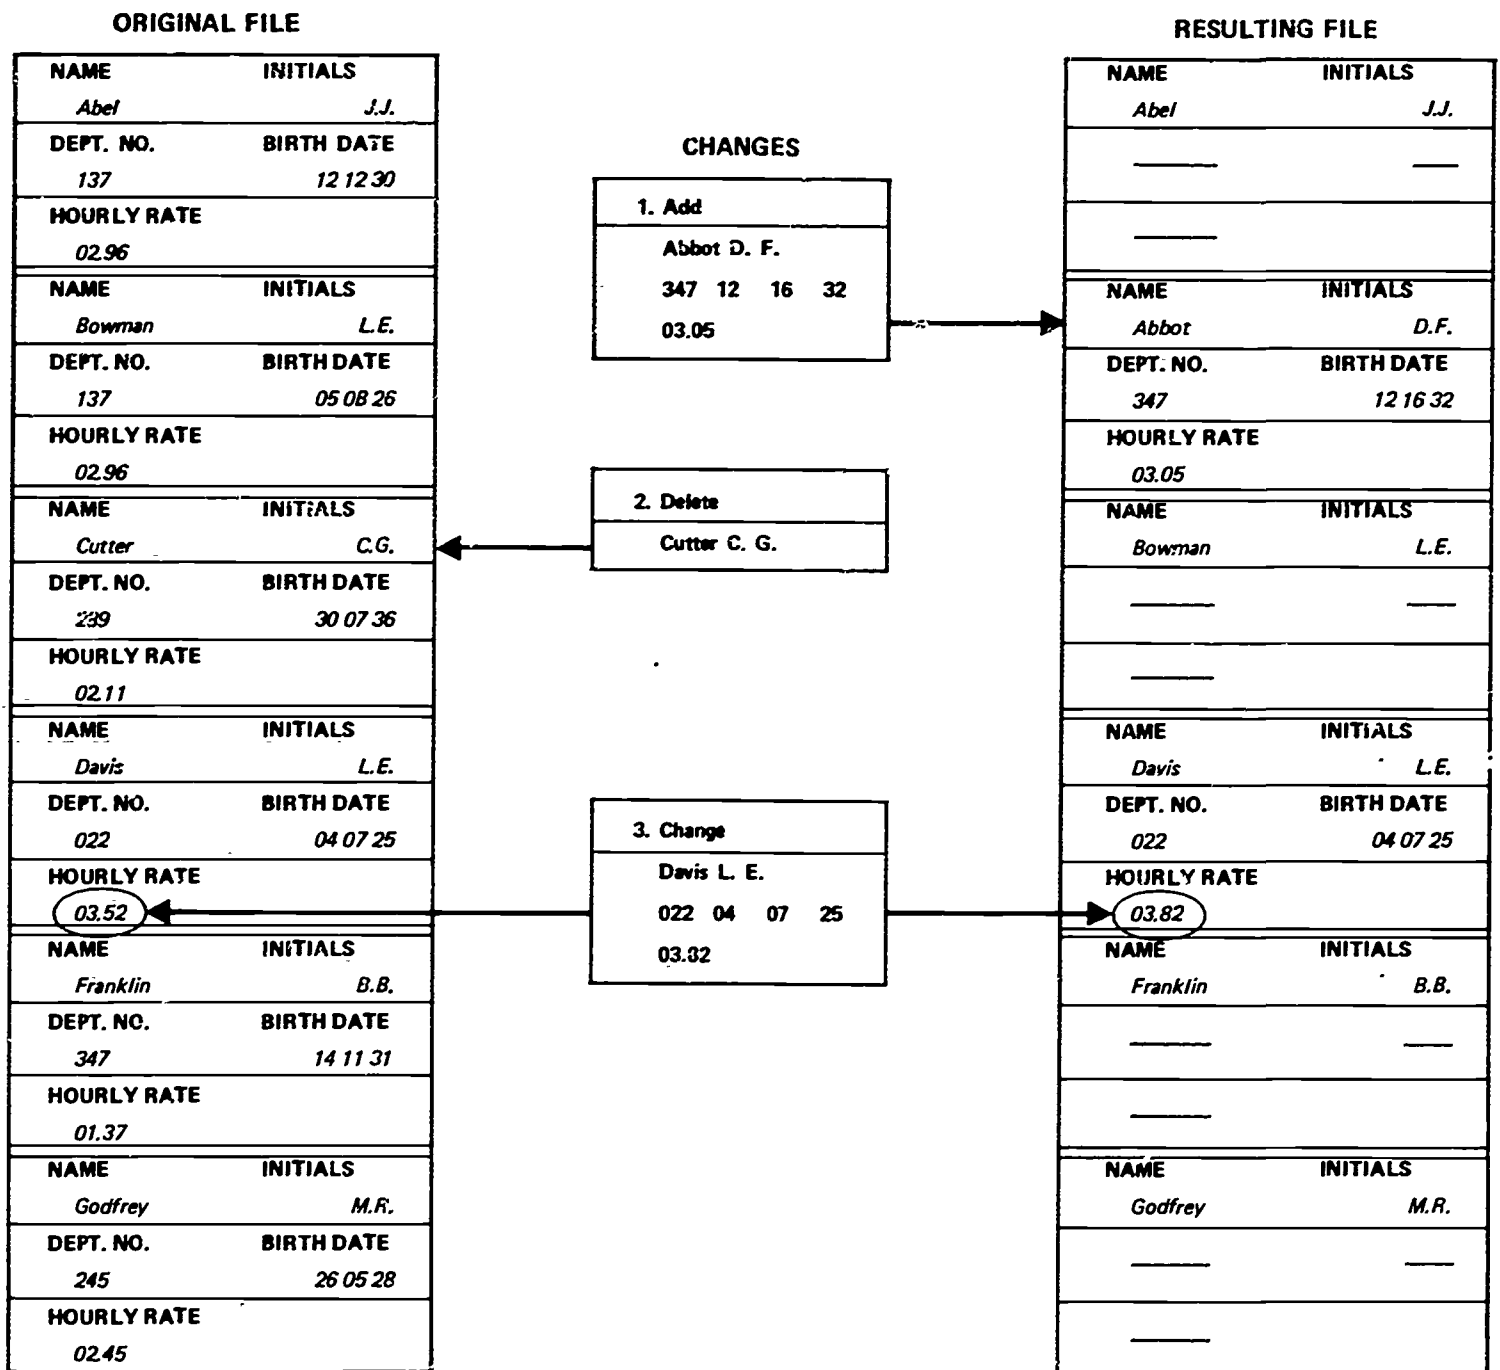 ORIGINAL FILE
NAME INITIALS
Abel J.J.
DEPT. NO. BIRTH DATE
137 12 12 30
HOURLY RATE
02.96
NAME INITIALS
Bowman L.E.
DEPT. NO. BIRTH DATE
137 05 08 26
HOURLY RATE
02.96
NAME INITIALS
Cutter C.G.
DEPT. NO. BIRTH DATE
239 30 07 36
HOURLY RATE
02.11
NAME INITIALS
Davis L.E.
DEPT. NO. BIRTH DATE
022 04 07 25
HOURLY RATE
03.52
NAME INITIALS
Franklin B.B.
DEPT. NO. BIRTH DATE
347 14 11 31
HOURLY RATE
01.37
NAME INITIALS
Godfrey M.R.
DEPT. NO. BIRTH DATE
245 26 05 28
HOURLY RATE
02.45
CHANGES
1. Add
Abbot D. F.
347 12 16 32
03.05
2. Delete
Cutter C. G.
3. Change
Davis L. E.
022 04 07 25
03.82
RESULTING FILE
NAME INITIALS
Abel J.J.
NAME INITIALS
Abbot D.F.
DEPT. NO. BIRTH DATE
347 12 16 32
HOURLY RATE
03.05
NAME INITIALS
Bowman L.E.
NAME INITIALS
Davis L.E.
DEPT. NO. BIRTH DATE
022 04 07 25
HOURLY RATE
03.82
NAME INITIALS
Franklin B.B.
NAME INITIALS
Godfrey M.R.